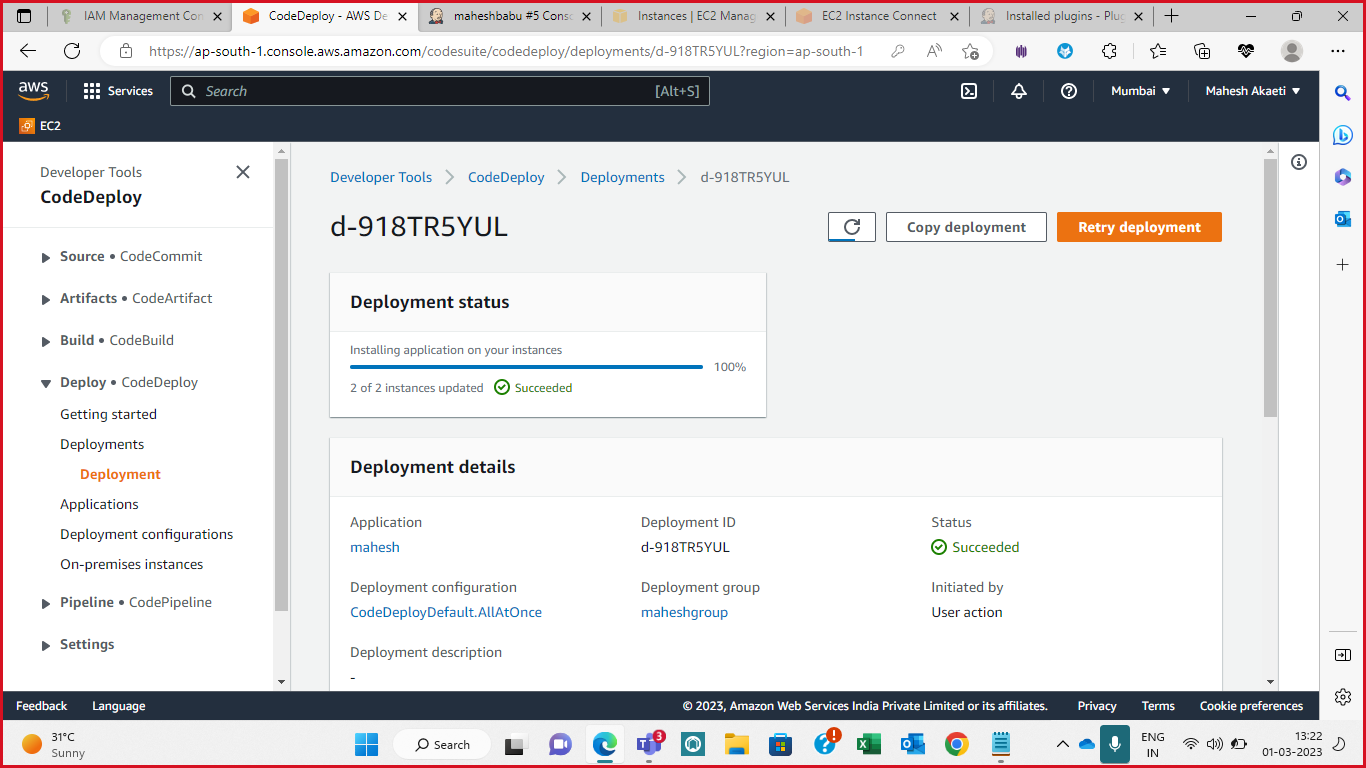 IAM Management Con
CodeDeploy - AWS De
maheshbabu #5 Conso
Instances | EC2 Manag
EC2 Instance Connect
Installed plugins - Plug
https://ap-south-1.console.aws.amazon.com/codesuite/codedeploy/deployments/d-918TR5YUL?region=ap-south-1
aws
Services
Search
[Alt+S]
Mumbai
Mahesh Akaeti
EC2
Developer Tools
CodeDeploy
Source • CodeCommit
Artifacts • CodeArtifact
Build • CodeBuild
Deploy • CodeDeploy
Getting started
Deployments
Deployment
Applications
Deployment configurations
On-premises instances
Pipeline • CodePipeline
Settings
Developer Tools
CodeDeploy
Deployments
d-918TR5YUL
d-918TR5YUL
Copy deployment
Retry deployment
Deployment status
Installing application on your instances
100%
2 of 2 instances updated
Succeeded
Deployment details
Application
mahesh
Deployment ID
d-918TR5YUL
Status
Succeeded
Deployment configuration
CodeDeployDefault.AllAtOnce
Deployment group
maheshgroup
Initiated by
User action
Deployment description
-
Feedback
Language
© 2023, Amazon Web Services India Private Limited or its affiliates.
Privacy
Terms
Cookie preferences
31°C
Sunny
Search
3
ENG
IN
13:22
01-03-2023